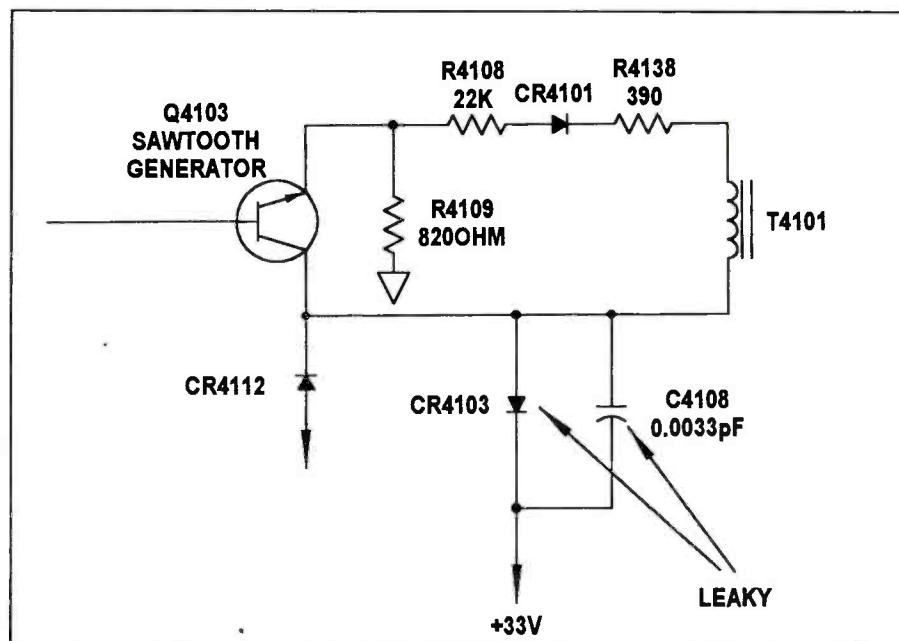 R4108
22K
CR4101
R4138
390
Q4103
SAWTOOTH
GENERATOR
R4109
820OHM
T4101
CR4112
CR4103
C4108
0.0033pF
LEAKY
+33V